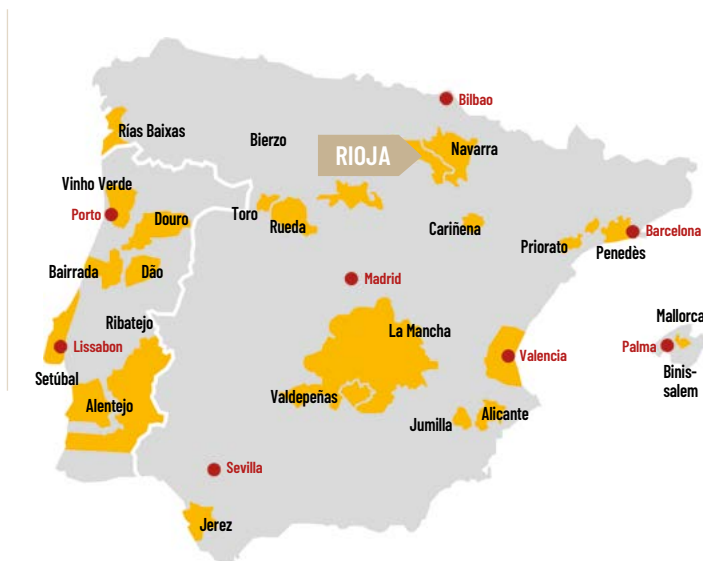 Bilbao
Rías Baixas
Bierzo
RIOJA
Navarra
Vinho Verde
Porto
Douro
Toro
Rueda
Cariñena
Priorato
Barcelona
Penedès
Bairrada
Dão
Madrid
Ribatejo
La Mancha
Mallorca
Lissabon
Valencia
Palma
Setúbal
Binis-
salem
Valdepeñas
Alentejo
Jumilla
Alicante
Sevilla
Jerez